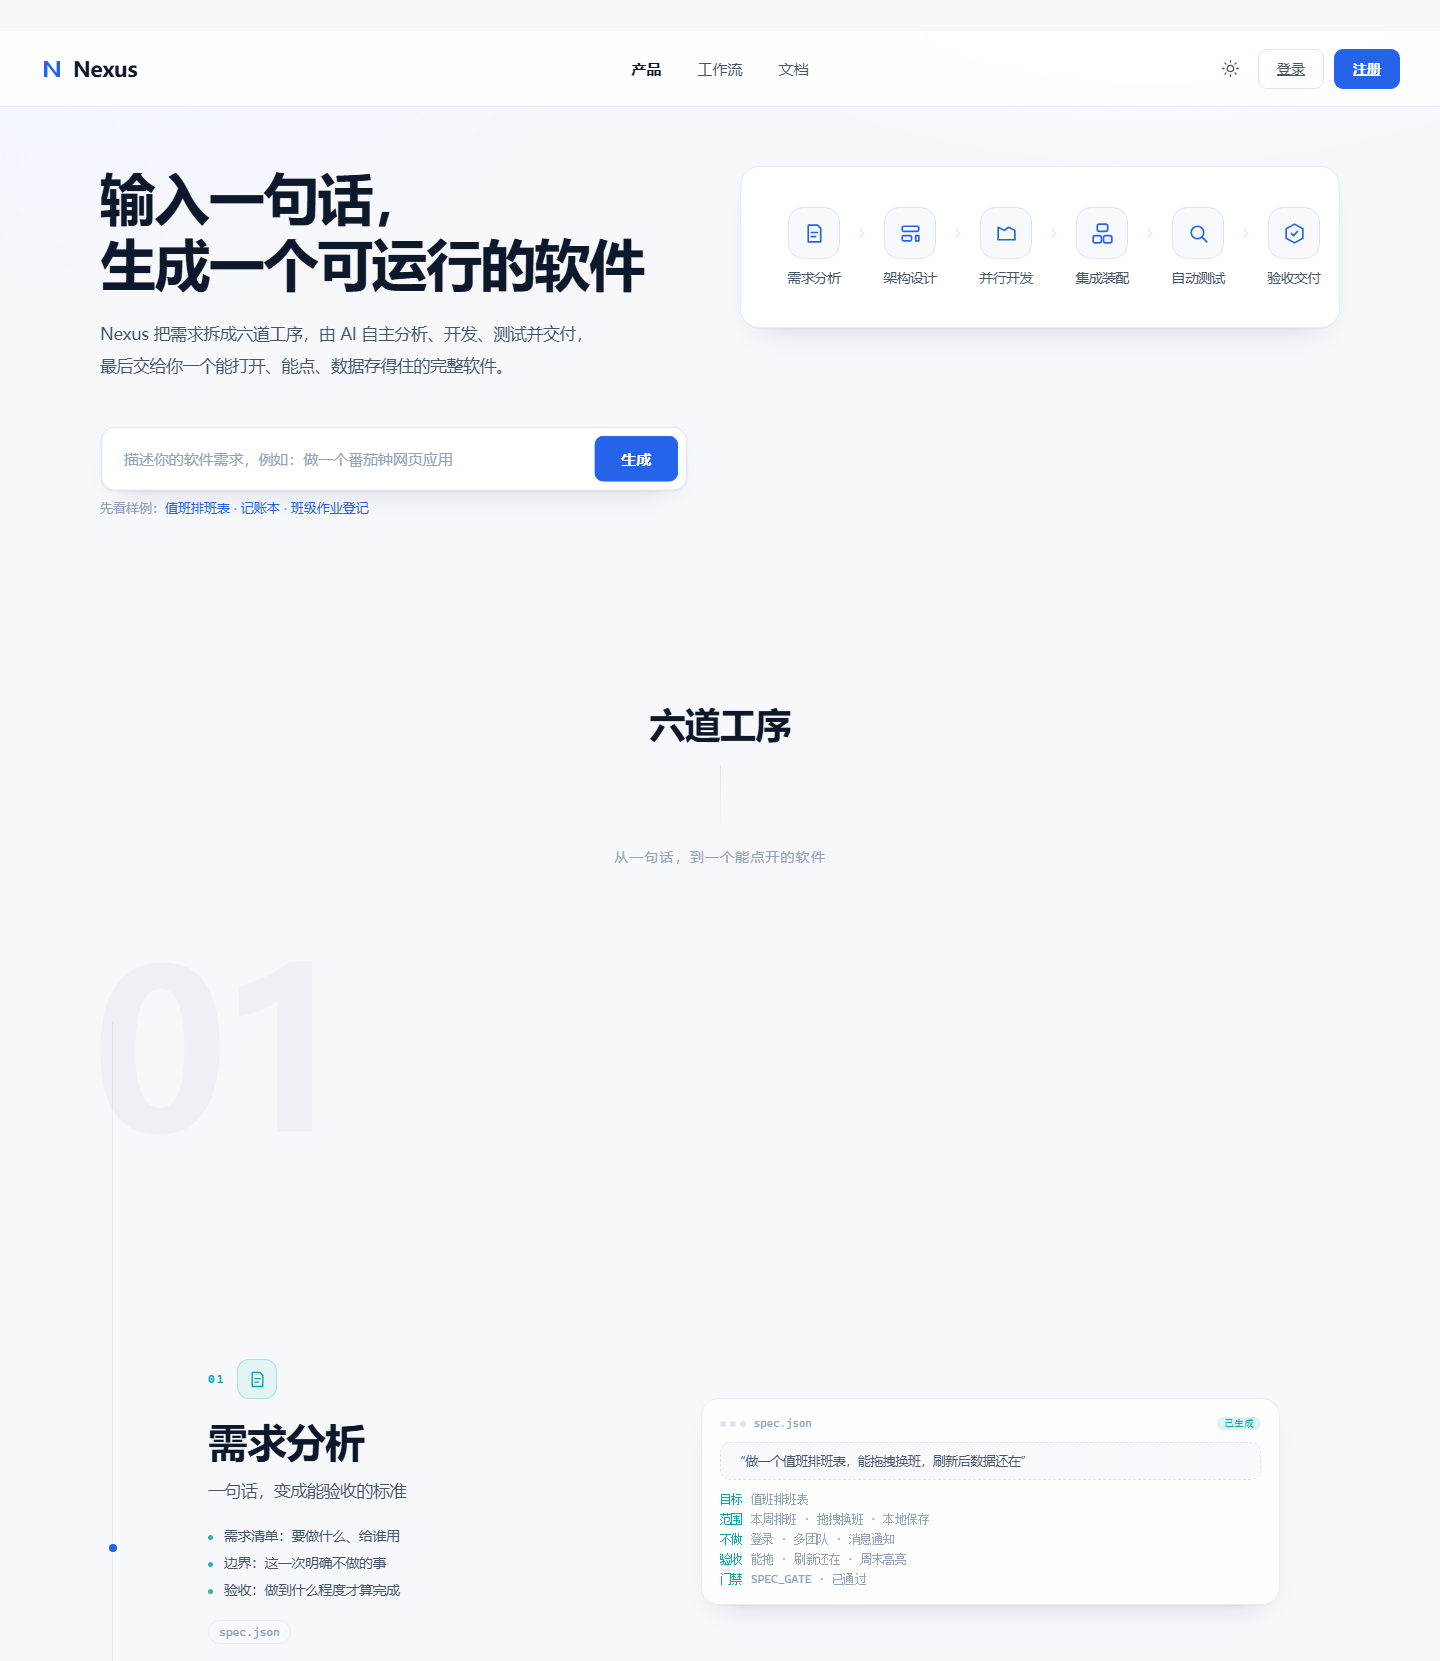 Nexus
产品
工作流
文档
登录
注册
输入一句话，
生成一个可运行的软件
Nexus 把需求拆成六道工序，由 AI 自主分析、开发、测试并交付，
最后交给你一个能打开、能点、数据存得住的完整软件。
描述你的软件需求，例如：做一个番茄钟网页应用
生成
先看样例：值班排班表 · 记账本 · 班级作业登记
需求分析
架构设计
并行开发
集成装配
自动测试
验收交付
六道工序
从一句话，到一个能点开的软件
01
01
需求分析
一句话，变成能验收的标准
需求清单：要做什么、给谁用
边界：这一次明确不做的事
验收：做到什么程度才算完成
spec.json
spec.json
已生成
“做一个值班排班表，能拖拽换班，刷新后数据还在”
目标 值班排班表
范围 本周排班 · 拖拽换班 · 本地保存
不做 登录 · 多团队 · 消息通知
验收 能拖 · 刷新还在 · 周末高亮
门禁 SPEC_GATE · 已通过